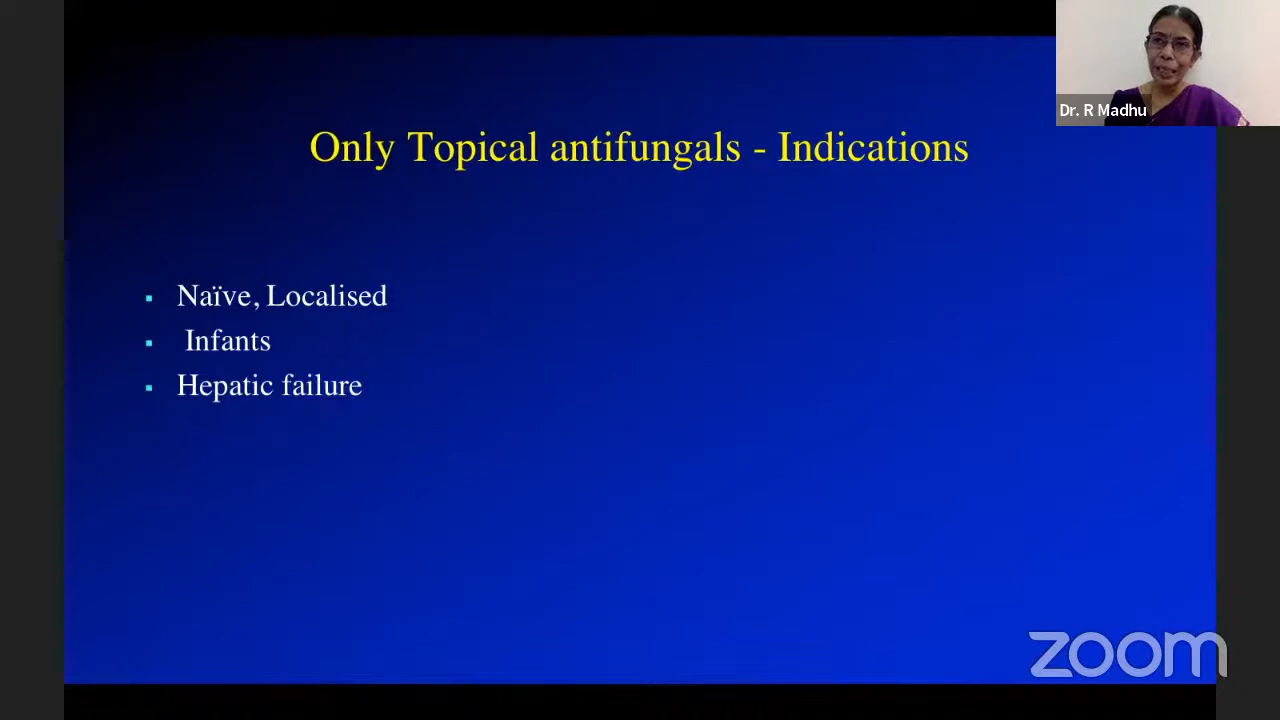 Only Topical antifungals - Indications
Dr. R Madhu
▪ Naïve, Localised
▪ Infants
▪ Hepatic failure
zoom